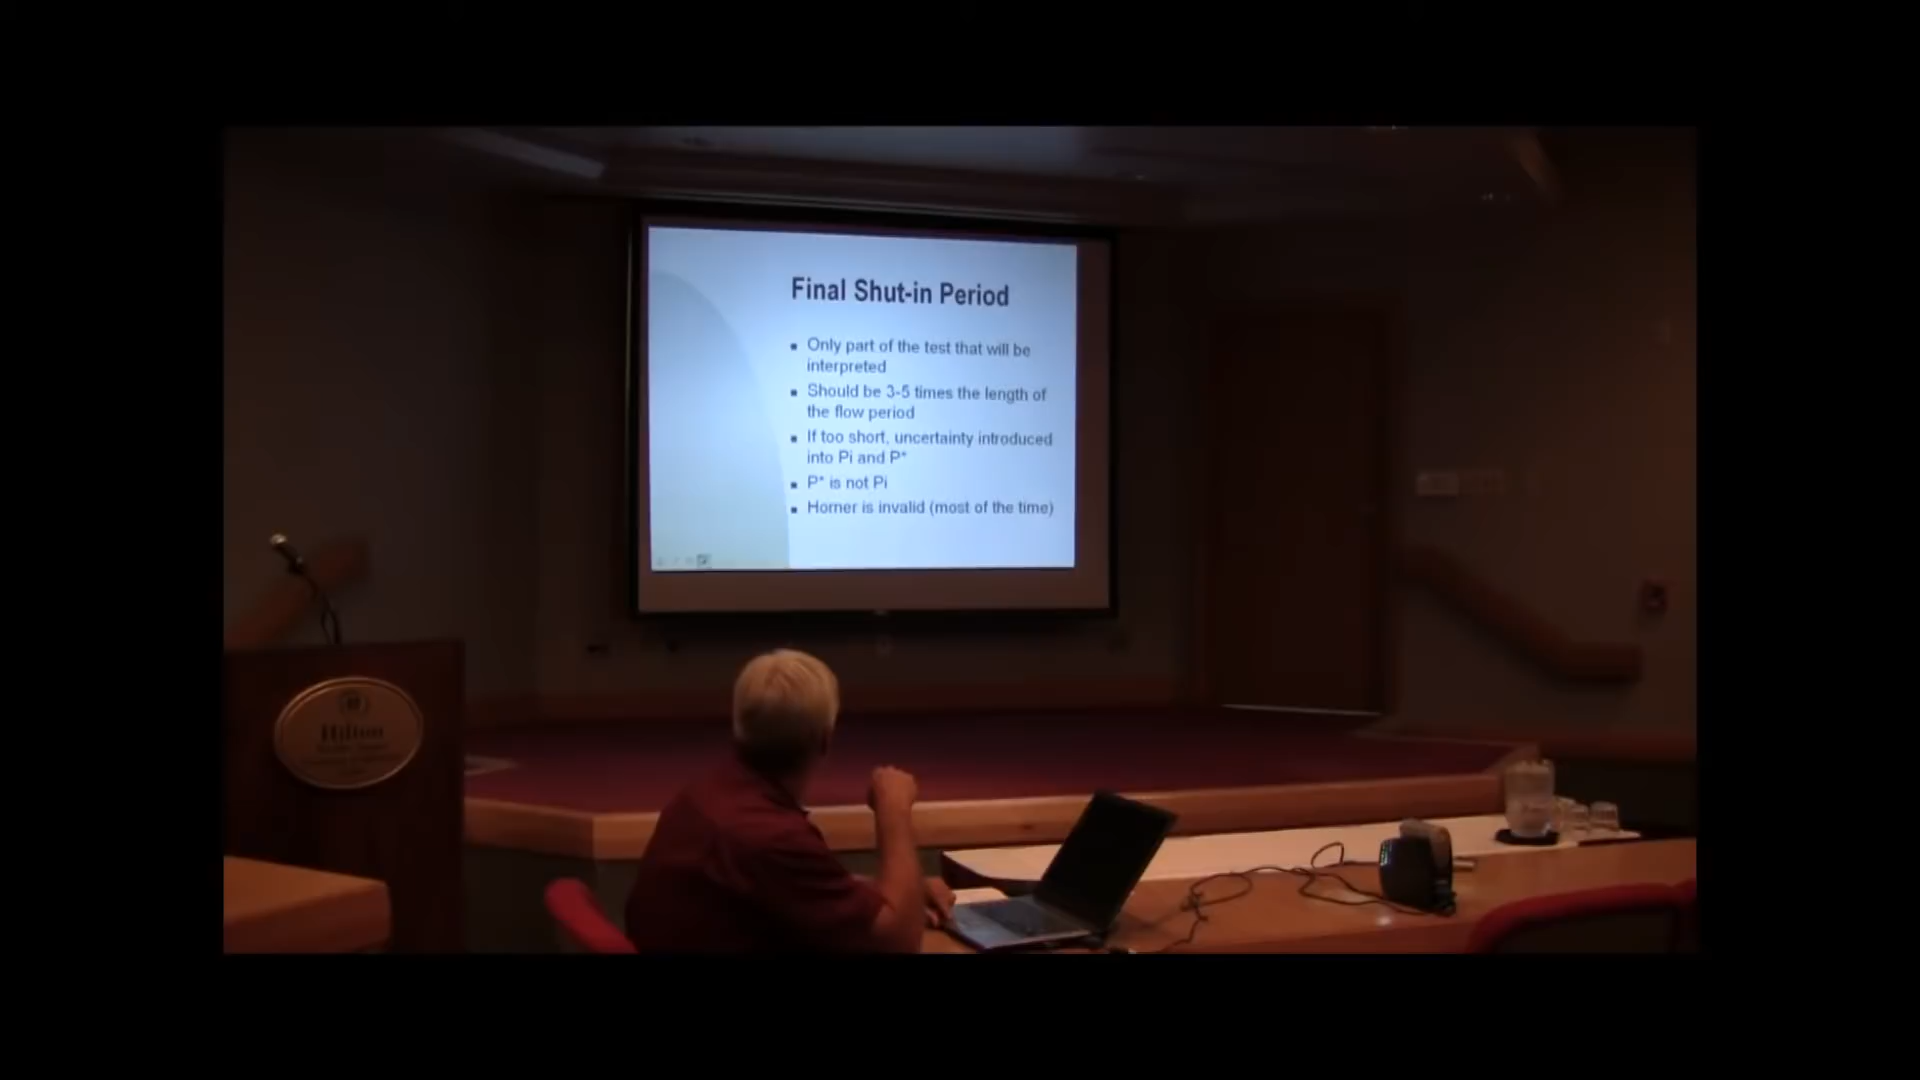 Final Shut-in Period
▪ Only part of the test that will be
interpreted
▪ Should be 3-5 times the length of
the flow period
▪ If too short, uncertainty introduced
into Pi and P*
▪ P* is not Pi
▪ Horner is invalid (most of the time)
Hilton